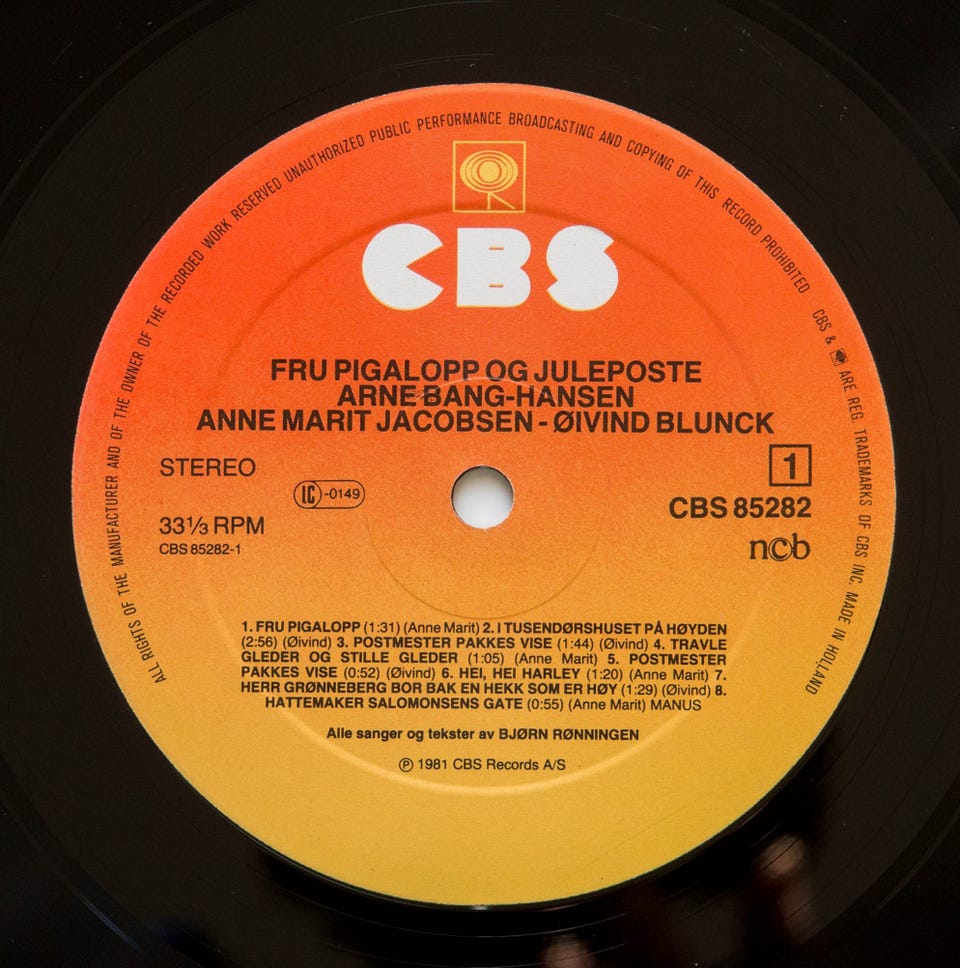 ALL RIGHTS OF THE MANUFACTURER AND OF THE OWNER OF THE RECORDED WORK RESERVED UNAUTHORIZED PUBLIC PERFORMANCE BROADCASTING AND COPYING OF THIS RECORD PROHIBITED CBS & ARE REG. TRADEMARKS OF CBS INC. MADE IN HOLLAND
CBS
FRU PIGALOPP OG JULEPOSTE
ARNE BANG-HANSEN
ANNE MARIT JACOBSEN - ØIVIND BLUNCK
STEREO
1
LC-0149
CBS 85282
33⅓ RPM
CBS 85282-1
ncb
1. FRU PIGALOPP (1:31) (Anne Marit) 2. I TUSENDØRSHUSET PÅ HØYDEN
(2:56) (Øivind) 3. POSTMESTER PAKKES VISE (1:44) (Øivind) 4. TRAVLE
GLEDER OG STILLE GLEDER (1:05) (Anne Marit) 5. POSTMESTER
PAKKES VISE (0:52) (Øivind) 6. HEI, HEI HARLEY (1:20) (Anne Marit) 7.
HERR GRØNNEBERG BOR BAK EN HEKK SOM ER HØY (1:29) (Øivind) 8.
HATTEMAKER SALOMONSENS GATE (0:55) (Anne Marit) MANUS
Alle sanger og tekster av BJØRN RØNNINGEN
℗ 1981 CBS Records A/S